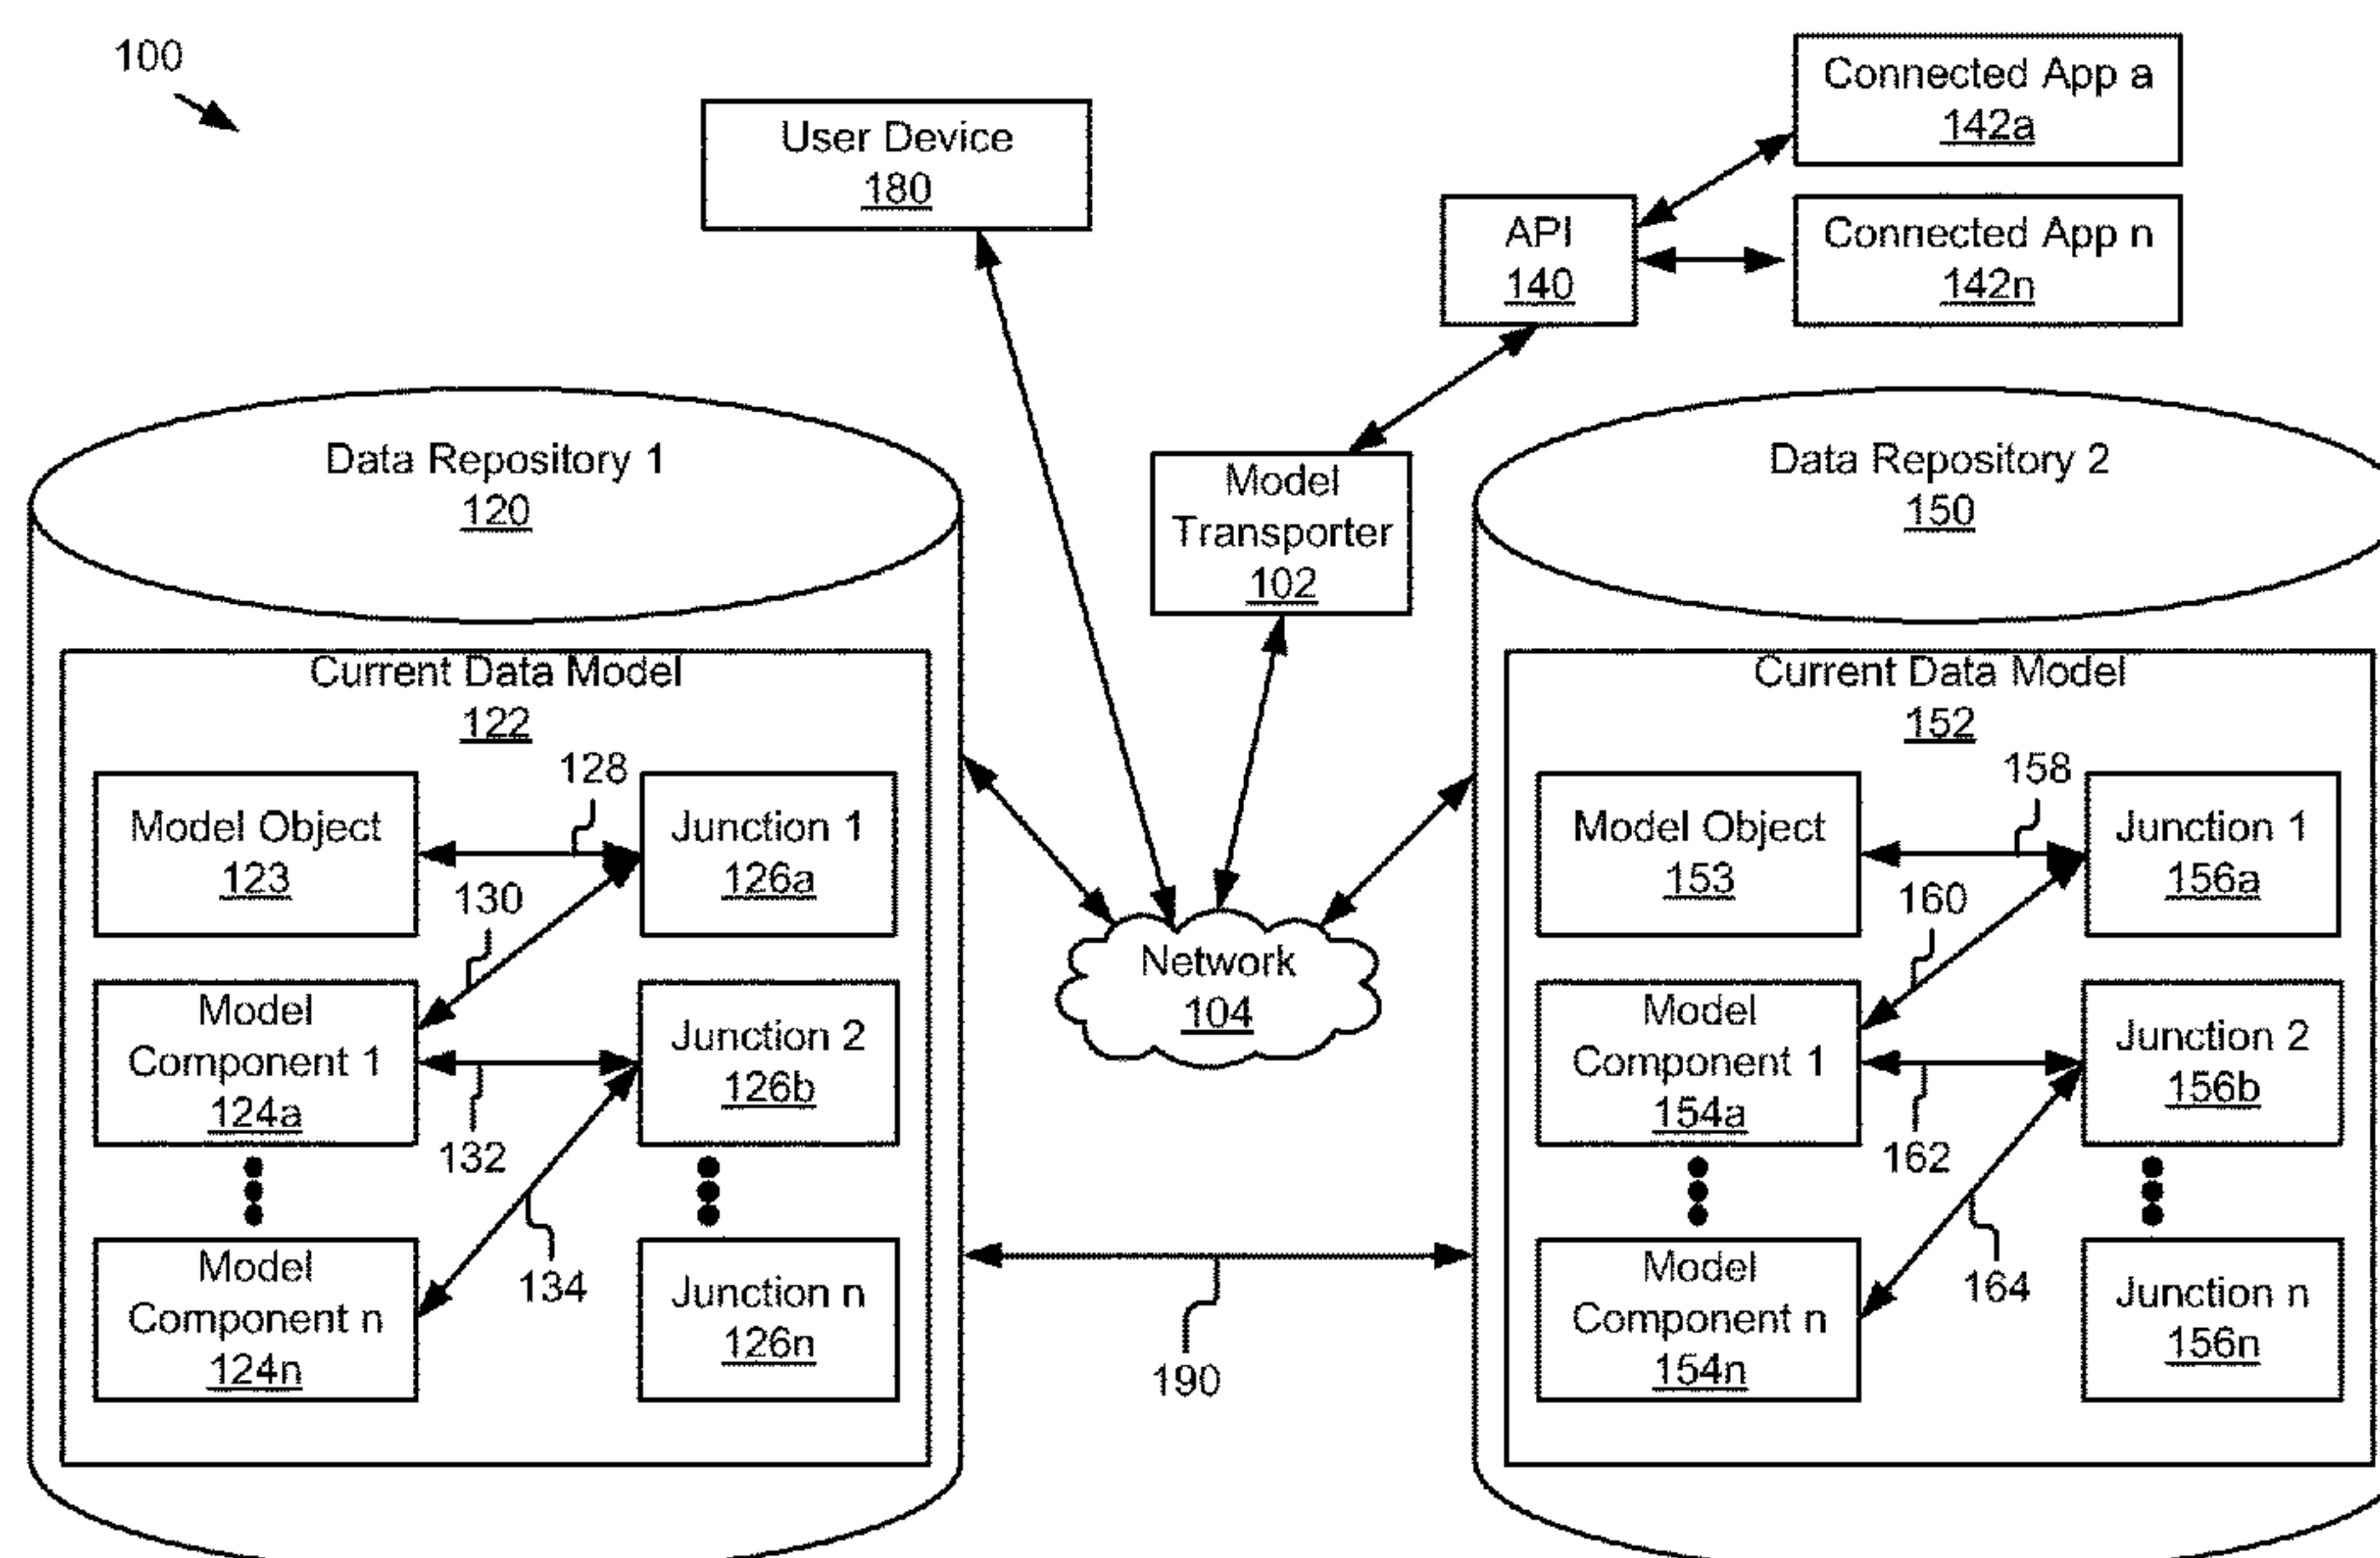 100
User Device
180
Connected App a
142a
API
140
Connected App n
142n
Data Repository 1
120
Model
Transporter
102
Data Repository 2
150
Current Data Model
122
128
Model Object
123
Junction 1
126a
130
Model
Component 1
124a
Junction 2
126b
132
Model
Component n
124n
134
Junction n
126n
Network
104
190
Current Data Model
152
158
Model Object
153
Junction 1
156a
160
Model
Component 1
154a
Junction 2
156b
162
Model
Component n
154n
164
Junction n
156n